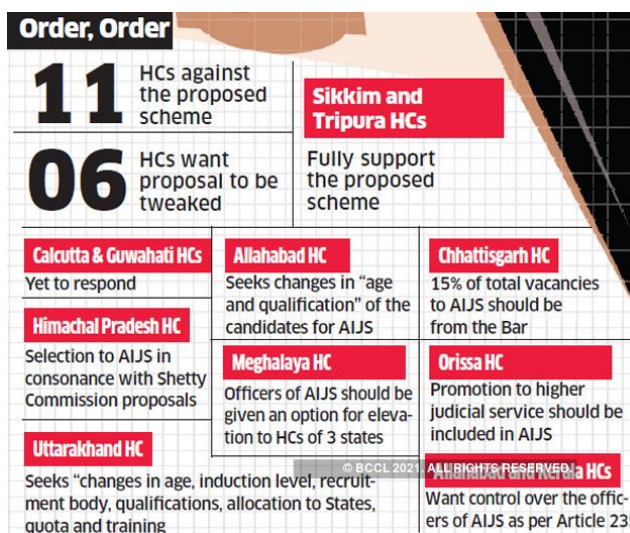 Order, Order
11
HCs against
the proposed
scheme
06
HCs want
proposal to be
tweaked
Sikkim and
Tripura HCs
Fully support
the proposed
scheme
Calcutta & Guwahati HCs
Yet to respond
Himachal Pradesh HC
Selection to AIJS in
consonance with Shetty
Commission proposals
Allahabad HC
Seeks changes in “age
and qualification” of the
candidates for AIJS
Chhattisgarh HC
15% of total vacancies
to AIJS should be
from the Bar
Meghalaya HC
Officers of AIJS should be
given an option for eleva-
tion to HCs of 3 states
Orissa HC
Promotion to higher
judicial service should be
included in AIJS
Uttarakhand HC
Seeks “changes in age, induction level, recruit-
ment body, qualifications, allocation to States,
quota and training
© BCCL 2021. ALL RIGHTS RESERVED.
Allahabad and Kerala HCs
Want control over the offic-
ers of AIJS as per Article